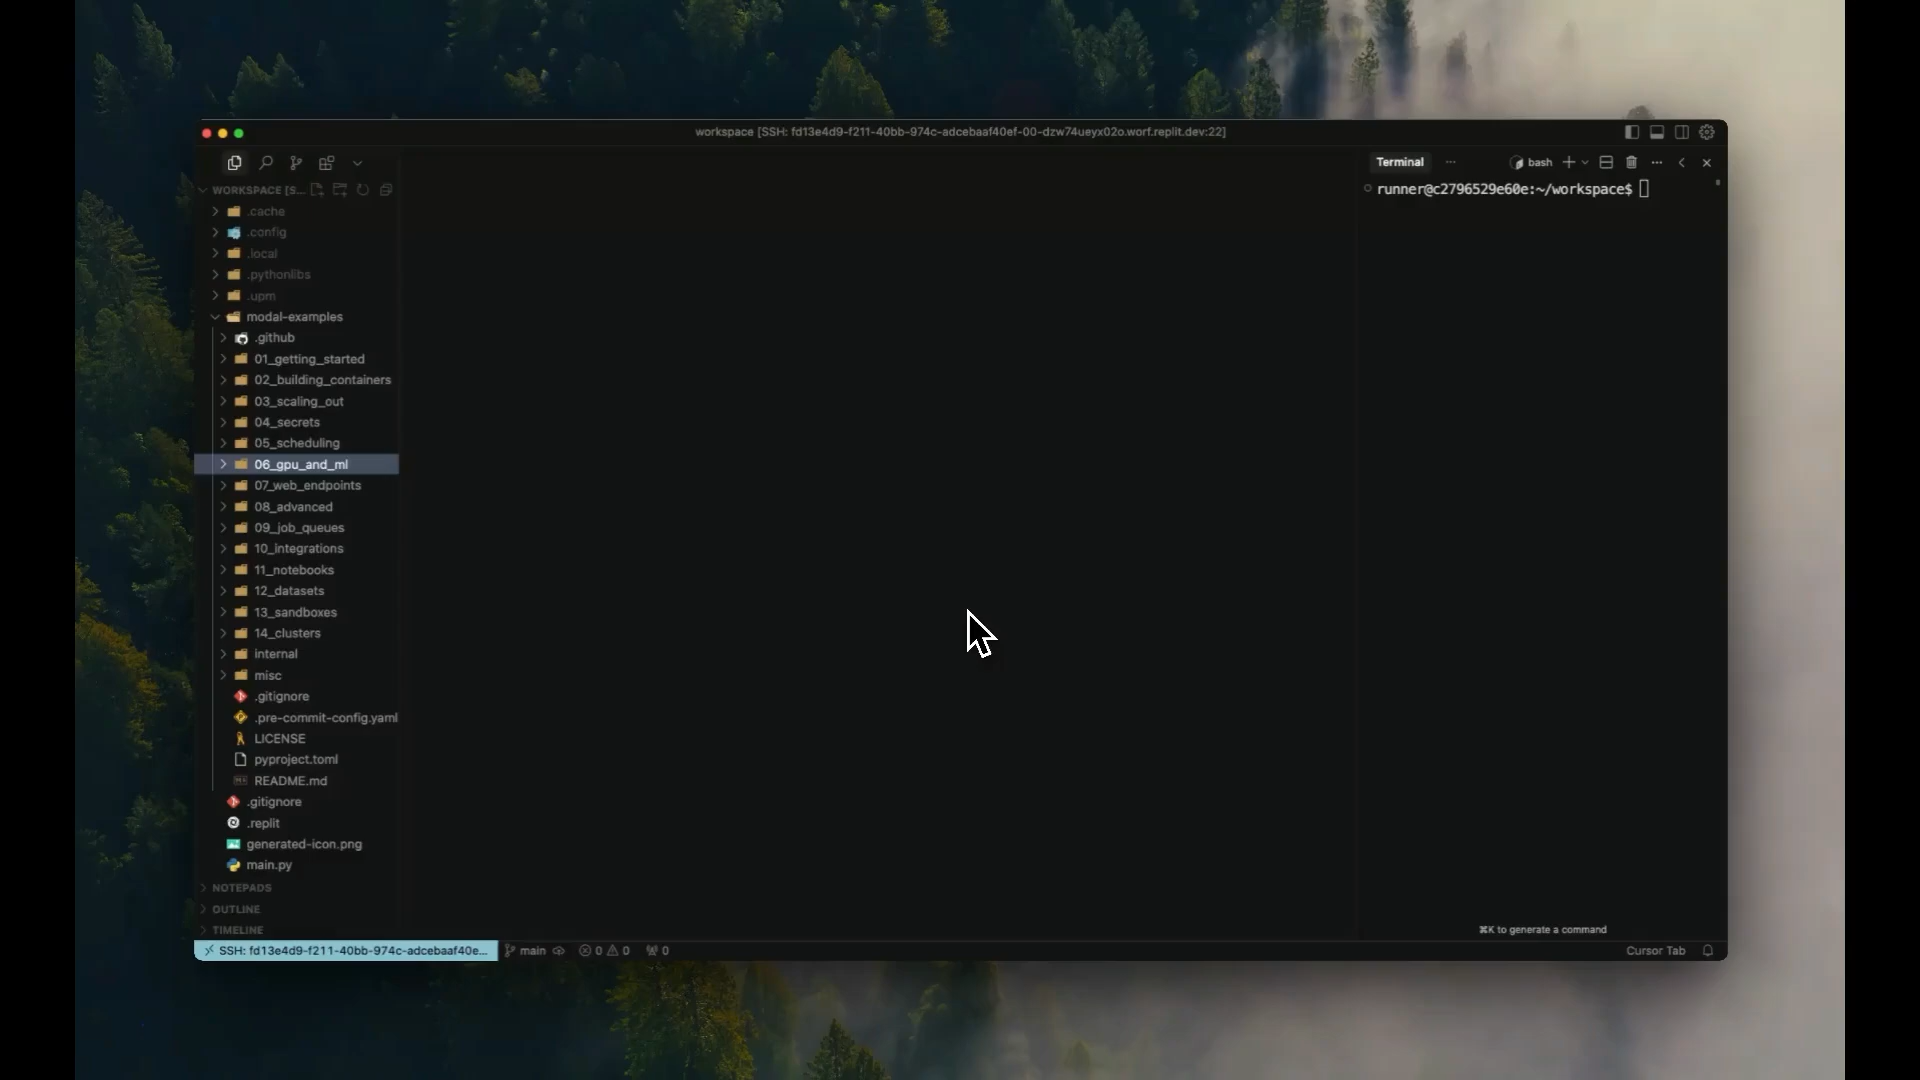 workspace [SSH: fd13e4d9-f211-40bb-974c-adcebaaf40ef-00-dzw74ueyx02o.worf.replit.dev:22]
WORKSPACE [S...
.cache
.config
.local
.pythonlibs
.upm
modal-examples
.github
01_getting_started
02_building_containers
03_scaling_out
04_secrets
05_scheduling
06_gpu_and_ml
07_web_endpoints
08_advanced
09_job_queues
10_integrations
11_notebooks
12_datasets
13_sandboxes
14_clusters
internal
misc
.gitignore
.pre-commit-config.yaml
LICENSE
pyproject.toml
README.md
.gitignore
.replit
generated-icon.png
main.py
NOTEPADS
OUTLINE
TIMELINE
Terminal ... bash
runner@c2796529e60e:~/workspace$
⌘K to generate a command
SSH: fd13e4d9-f211-40bb-974c-adcebaaf40e... main 0 0 0 Cursor Tab